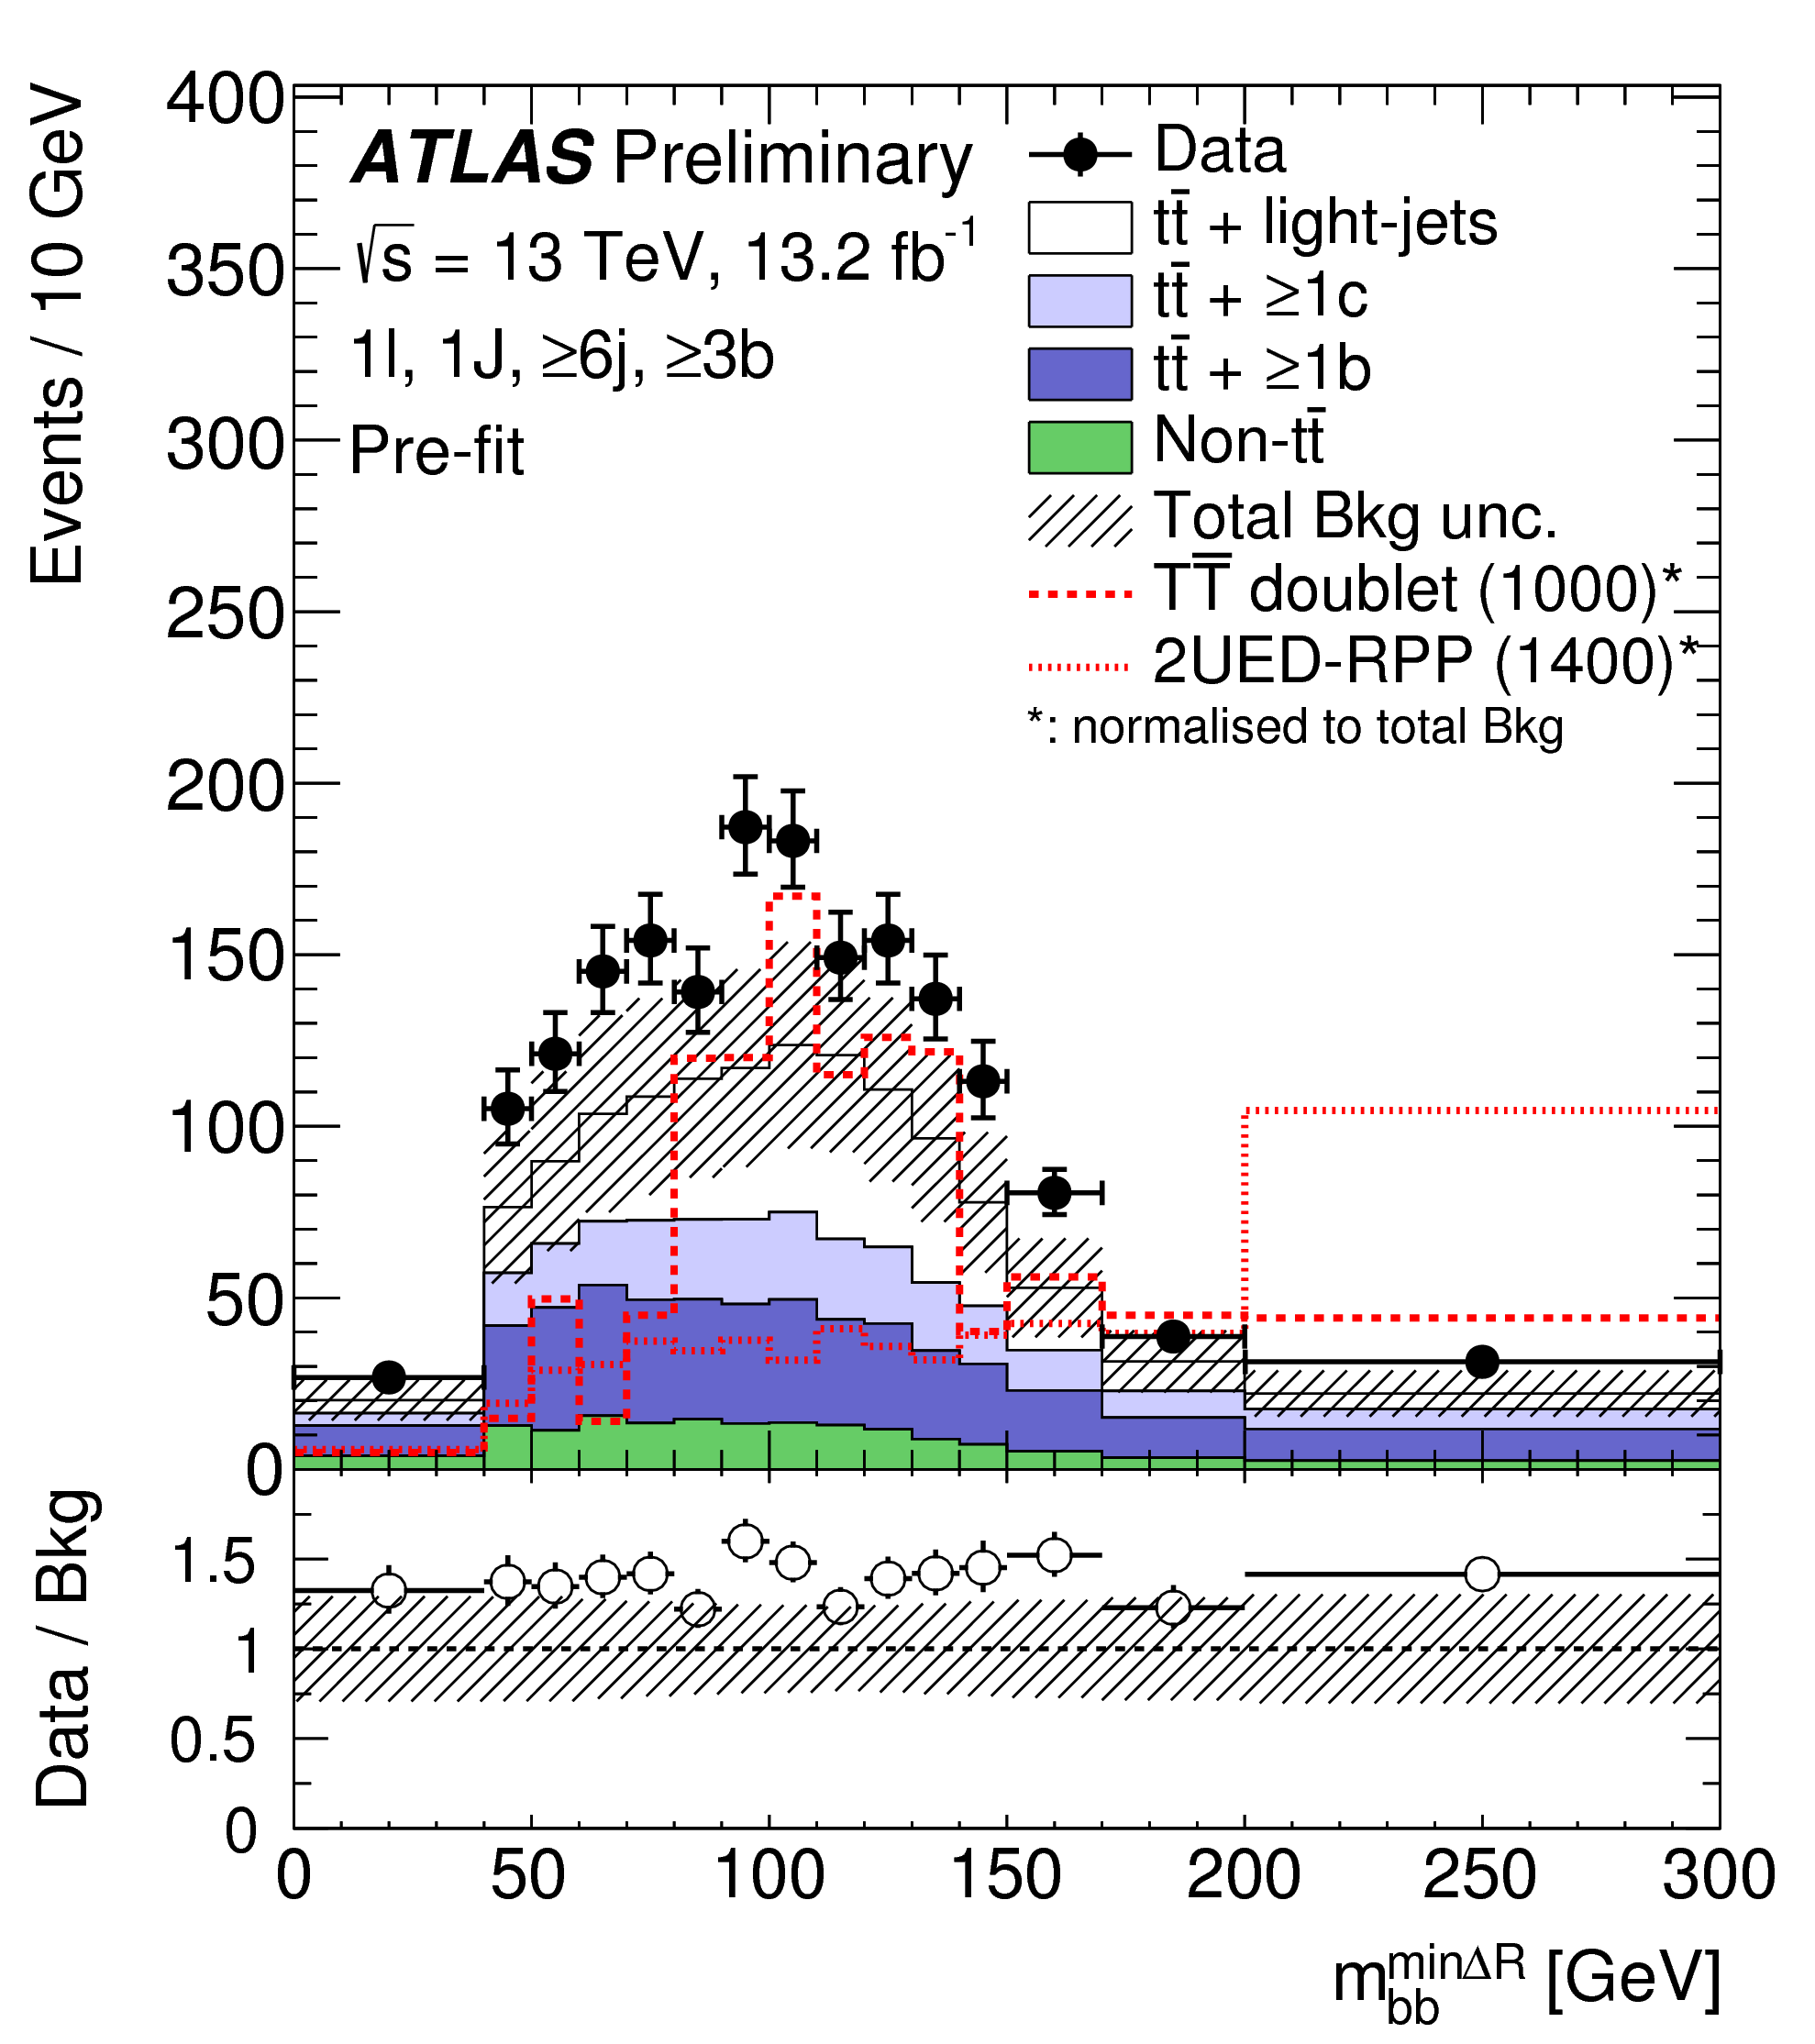 Events / 10 GeV
400
350
300
250
200
150
100
50
0
ATLAS Preliminary
√s = 13 TeV, 13.2 fb⁻¹
1l, 1J, ≥6j, ≥3b
Pre-fit
Data
tt̄ + light-jets
tt̄ + ≥1c
tt̄ + ≥1b
Non-tt̄
Total Bkg unc.
TT̄ doublet (1000)*
2UED-RPP (1400)*
*: normalised to total Bkg
Data / Bkg
1.5
1
0.5
0
0 50 100 150 200 250 300
m_bb^minΔR [GeV]